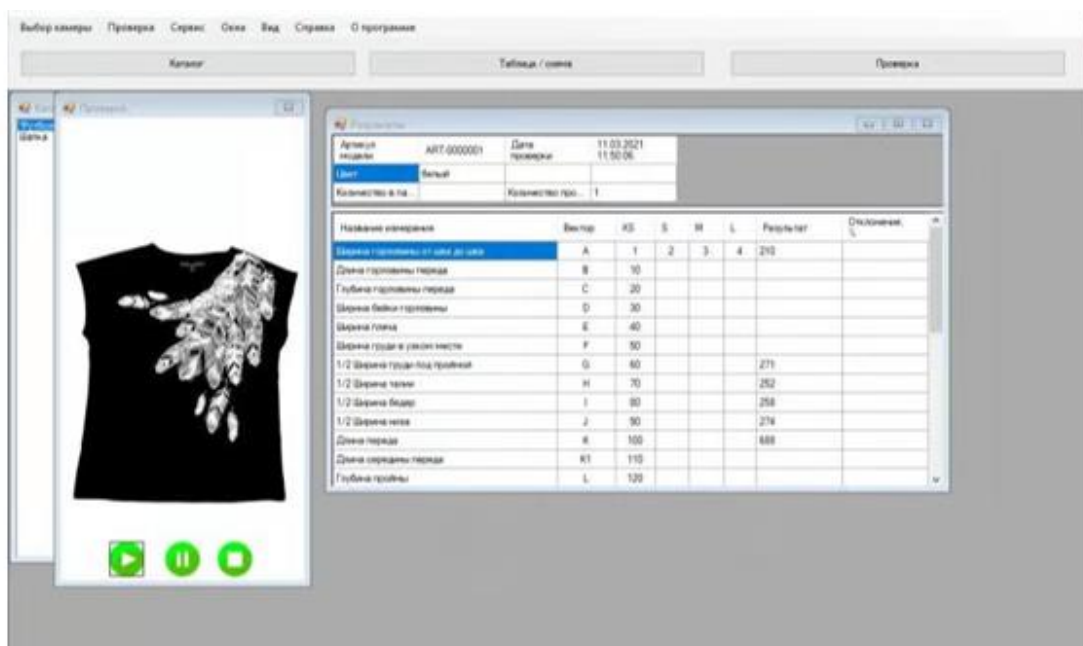 Выбор камеры Проверка Сервис Окна Вид Справка О программе
Каталог Таблица / схема Проверка
Проверка
Шапка
Результаты
Артикул модели ART-0000001 Дата проверки 11.03.2021 11:50:06
Цвет белый
Количество в па... Количество про... 1
Название измерения Вектор XS S M L Результат Отклонение, %
Ширина горловины от шва до шва A 1 2 3 4 210
Длина горловины переда B 10
Глубина горловины переда C 20
Ширина бейки горловины D 30
Ширина плеча E 40
Ширина груди в узком месте F 50
1/2 Ширина груди под проймой G 60 271
1/2 Ширина талии H 70 252
1/2 Ширина бедер I 80 258
1/2 Ширина низа J 90 274
Длина переда K 100 688
Длина середины переда K1 110
Глубина проймы L 120